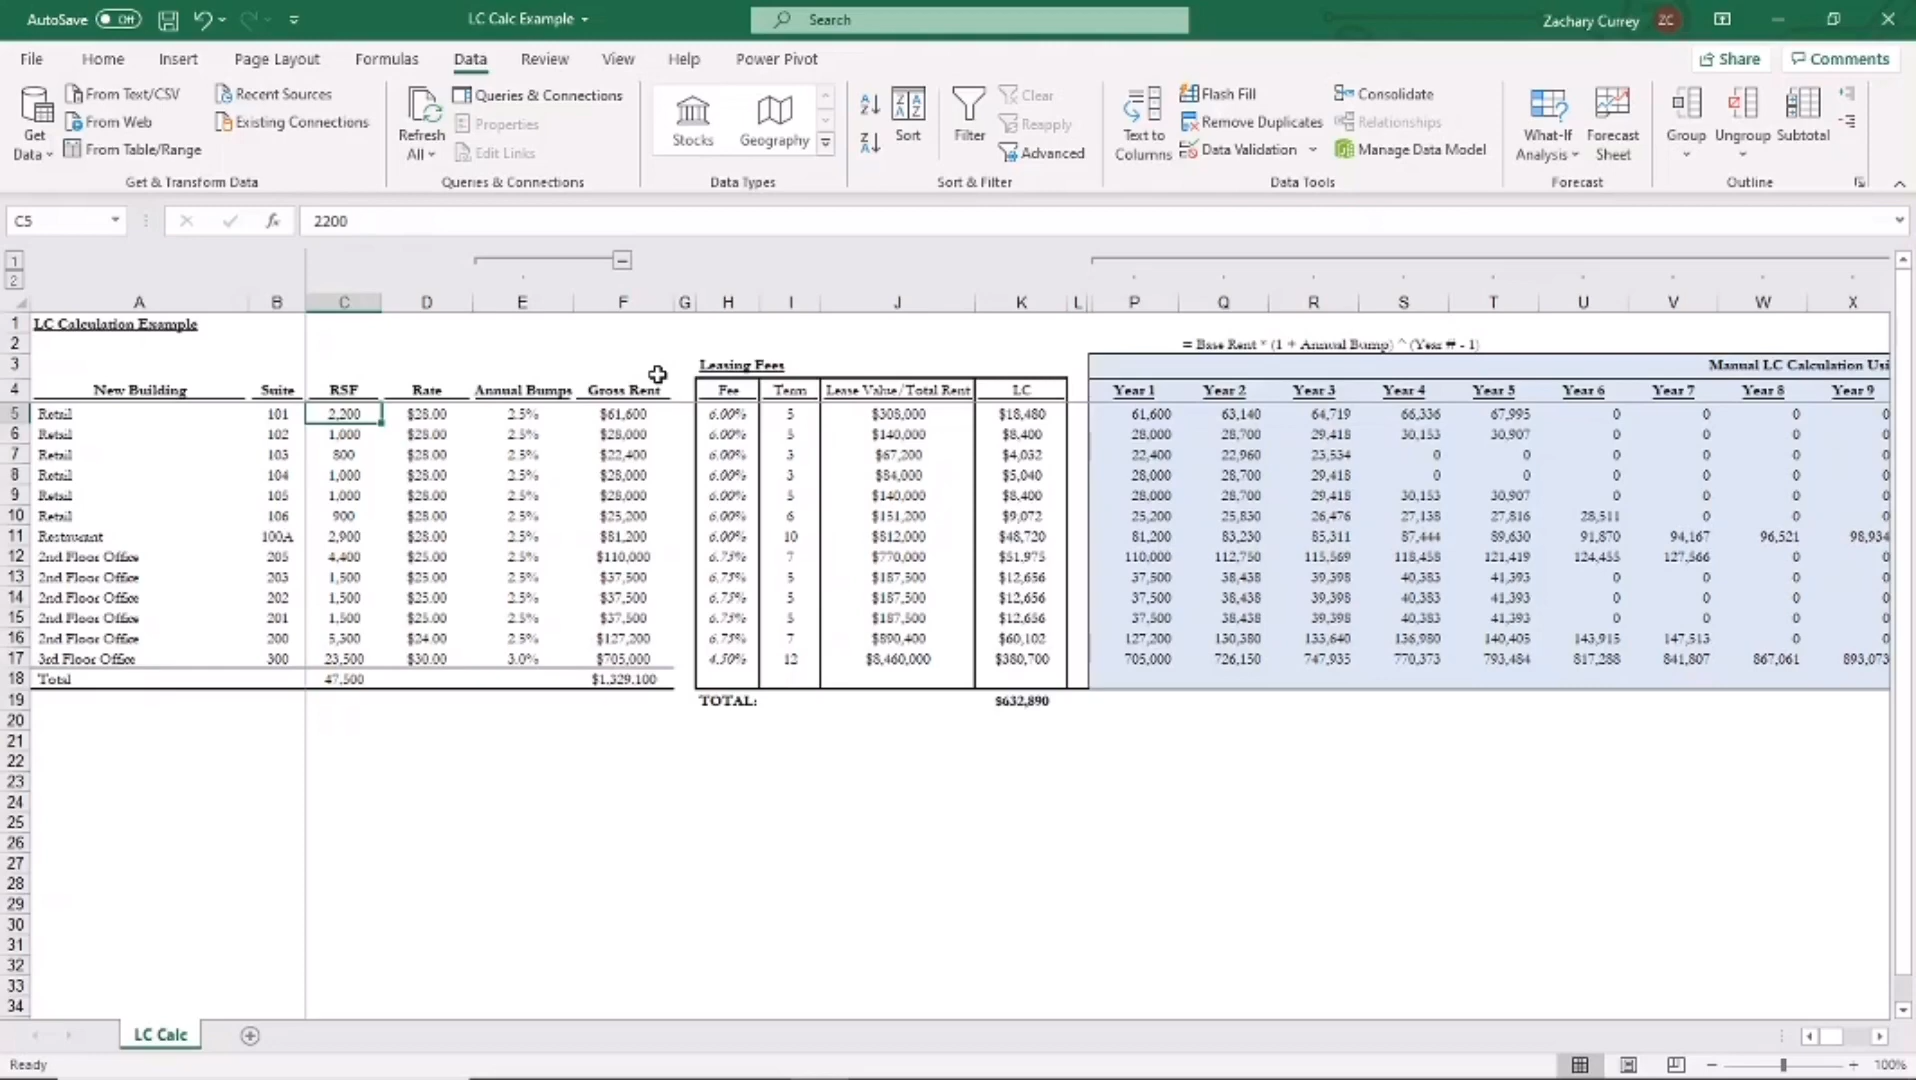 AutoSave Off LC Calc Example Search Zachary Currey ZC
File Home Insert Page Layout Formulas Data Review View Help Power Pivot Share Comments
Get Data From Text/CSV From Web From Table/Range Recent Sources Existing Connections
Get & Transform Data
Refresh All Queries & Connections Properties Edit Links
Queries & Connections
Stocks Geography
Data Types
Sort Filter Clear Reapply Advanced
Sort & Filter
Text to Columns Flash Fill Remove Duplicates Data Validation Consolidate Relationships Manage Data Model
Data Tools
What-If Analysis Forecast Sheet
Forecast
Group Ungroup Subtotal
Outline
C5 fx 2200
1
2
A B C D E F G H I J K L P Q R S T U V W X
1 LC Calculation Example
2 = Base Rent * (1 + Annual Bump) ^ (Year # - 1)
3 Leasing Fees Manual LC Calculation Usi
4 New Building Suite RSF Rate Annual Bumps Gross Rent Fee Term Lease Value/Total Rent LC Year 1 Year 2 Year 3 Year 4 Year 5 Year 6 Year 7 Year 8 Year 9
5 Retail 101 2,200 $28.00 2.5% $61,600 6.00% 5 $308,000 $18,480 61,600 63,140 64,719 66,336 67,995 0 0 0 0
6 Retail 102 1,000 $28.00 2.5% $28,000 6.00% 5 $140,000 $8,400 28,000 28,700 29,418 30,153 30,907 0 0 0 0
7 Retail 103 800 $28.00 2.5% $22,400 6.00% 3 $67,200 $4,032 22,400 22,960 23,534 0 0 0 0 0 0
8 Retail 104 1,000 $28.00 2.5% $28,000 6.00% 3 $84,000 $5,040 28,000 28,700 29,418 0 0 0 0 0 0
9 Retail 105 1,000 $28.00 2.5% $28,000 6.00% 5 $140,000 $8,400 28,000 28,700 29,418 30,153 30,907 0 0 0 0
10 Retail 106 900 $28.00 2.5% $25,200 6.00% 6 $151,200 $9,072 25,200 25,830 26,476 27,138 27,816 28,511 0 0 0
11 Restaurant 100A 2,900 $28.00 2.5% $81,200 6.00% 10 $812,000 $48,720 81,200 83,230 85,311 87,444 89,630 91,870 94,167 96,521 98,934
12 2nd Floor Office 205 4,400 $25.00 2.5% $110,000 6.75% 7 $770,000 $51,975 110,000 112,750 115,569 118,458 121,419 124,455 127,566 0 0
13 2nd Floor Office 203 1,500 $25.00 2.5% $37,500 6.75% 5 $187,500 $12,656 37,500 38,438 39,398 40,383 41,393 0 0 0 0
14 2nd Floor Office 202 1,500 $25.00 2.5% $37,500 6.75% 5 $187,500 $12,656 37,500 38,438 39,398 40,383 41,393 0 0 0 0
15 2nd Floor Office 201 1,500 $25.00 2.5% $37,500 6.75% 5 $187,500 $12,656 37,500 38,438 39,398 40,383 41,393 0 0 0 0
16 2nd Floor Office 200 5,300 $24.00 2.5% $127,200 6.75% 7 $890,400 $60,102 127,200 130,380 133,640 136,980 140,405 143,915 147,513 0 0
17 3rd Floor Office 300 23,500 $30.00 3.0% $705,000 4.50% 12 $8,460,000 $380,700 705,000 726,150 747,935 770,373 793,484 817,288 841,807 867,061 893,073
18 Total 47,500 $1,329,100
19 TOTAL: $632,890
20
21
22
23
24
25
26
27
28
29
30
31
32
33
34
LC Calc
Ready 100%